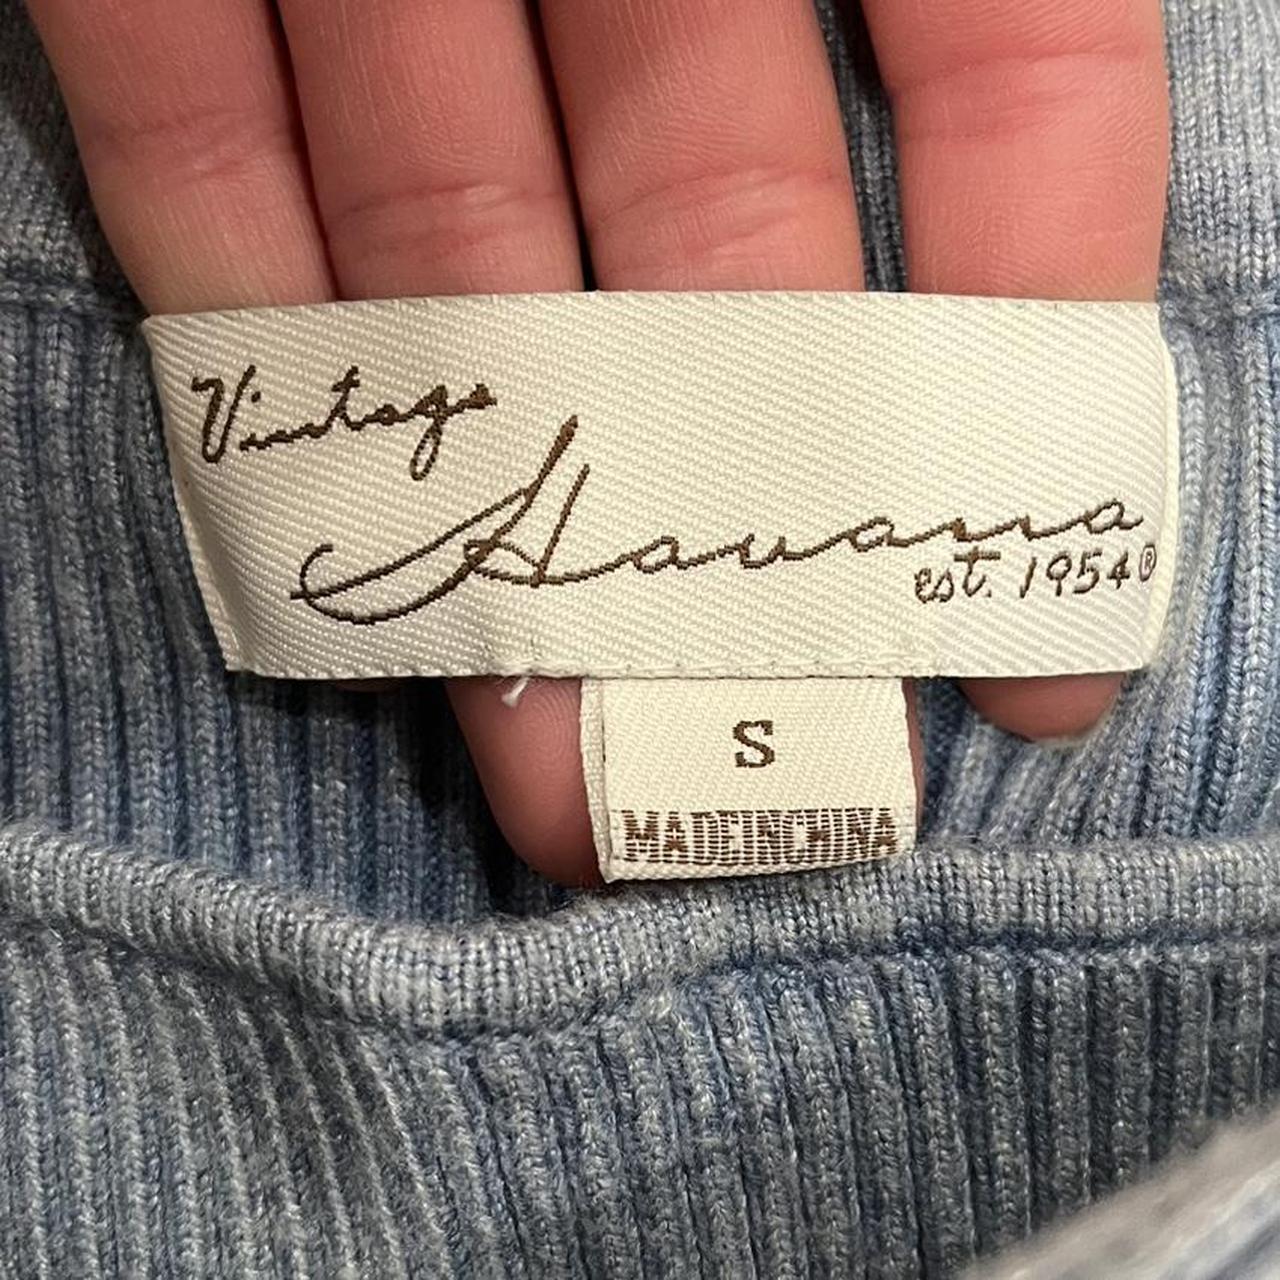 Vintage
Havana
est. 1954®
S
MADEINCHINA